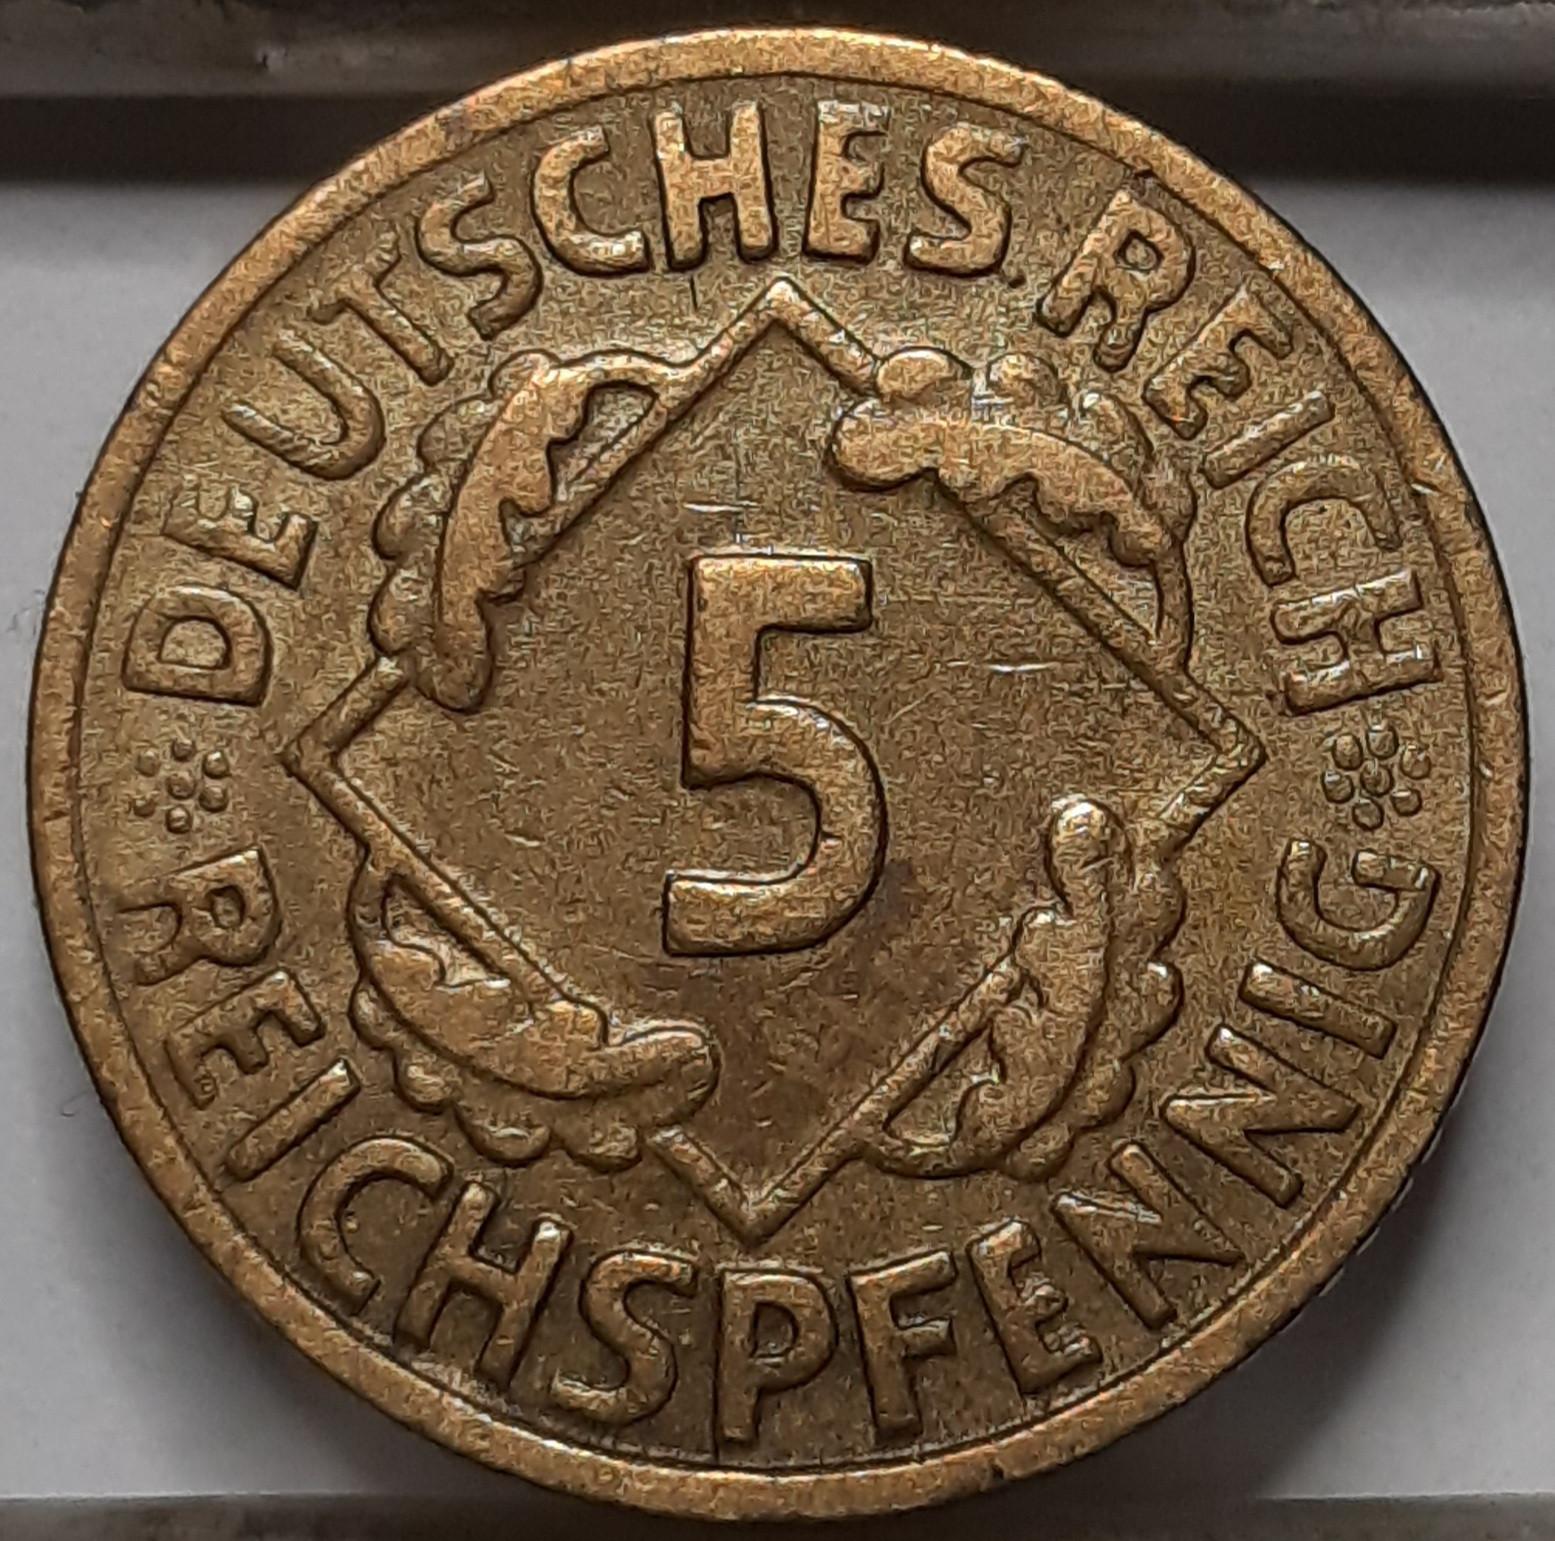 DEUTSCHES REICH
5
REICHSPFENNIG